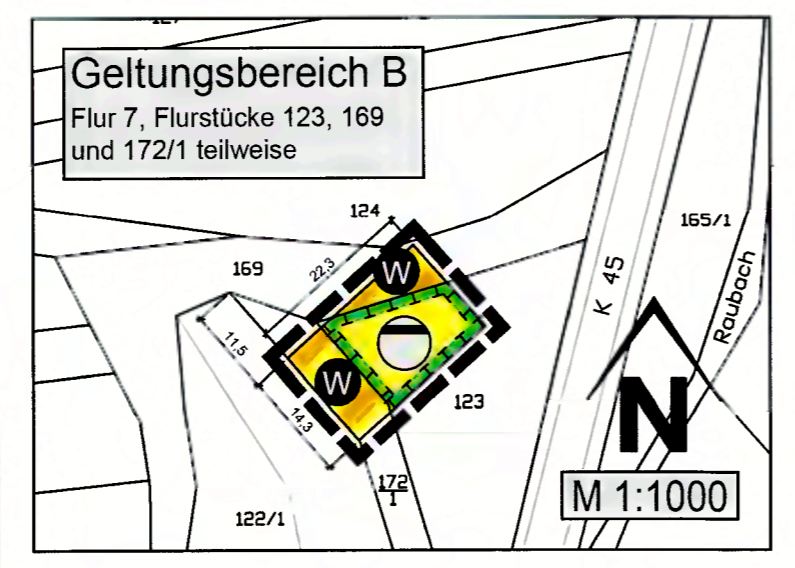 127
Geltungsbereich B
Flur 7, Flurstücke 123, 169
und 172/1 teilweise
124
165/1
169
22,3
W
K 45
Raubach
11,5
W
14,3
123
N
172
1
M 1:1000
122/1